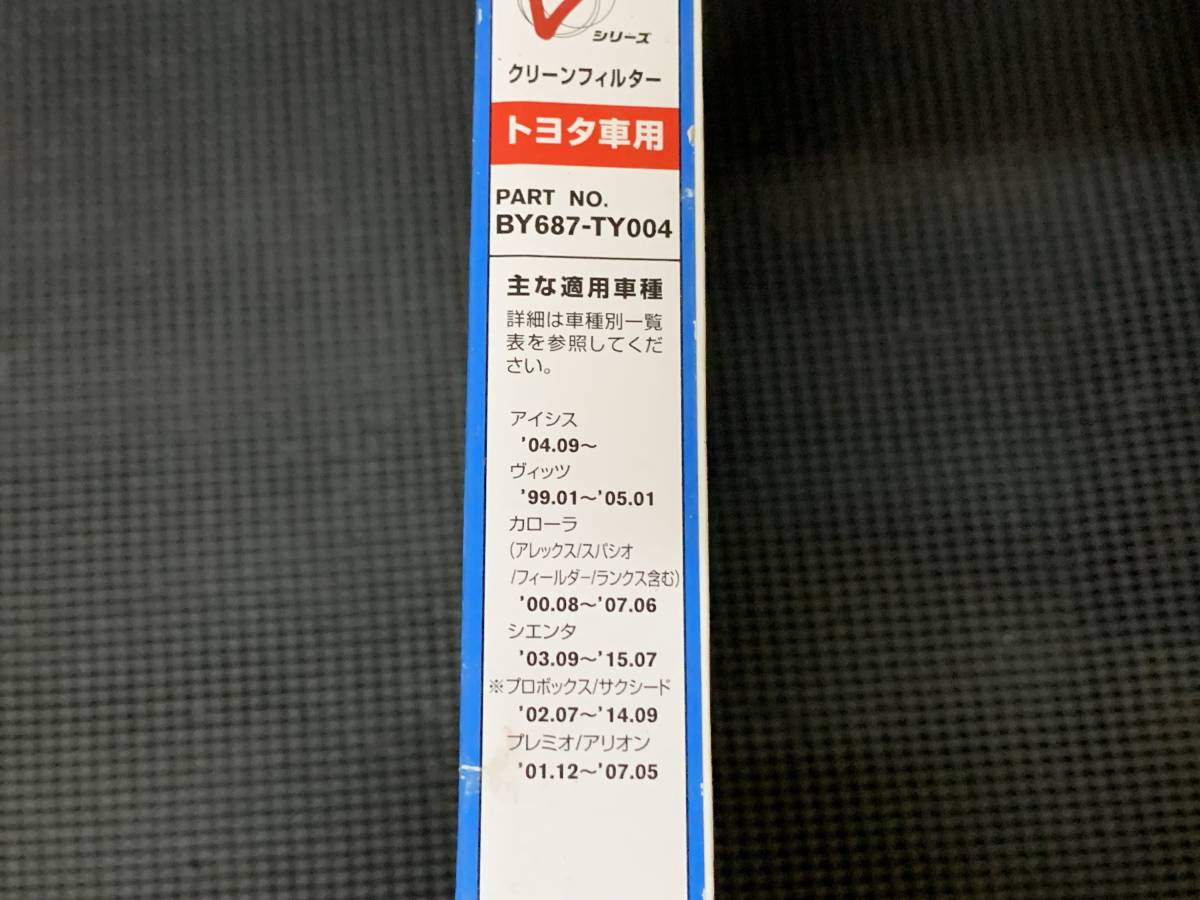 V
シリーズ
クリーンフィルター
トヨタ車用
PART NO.
BY687-TY004
主な適用車種
詳細は車種別一覧
表を参照してくだ
さい。
アイシス
'04.09〜
ヴィッツ
'99.01〜'05.01
カローラ
(アレックス/スパシオ
/フィールダー/ランクス含む)
'00.08〜'07.06
シエンタ
'03.09〜'15.07
※プロボックス/サクシード
'02.07〜'14.09
プレミオ/アリオン
'01.12〜'07.05